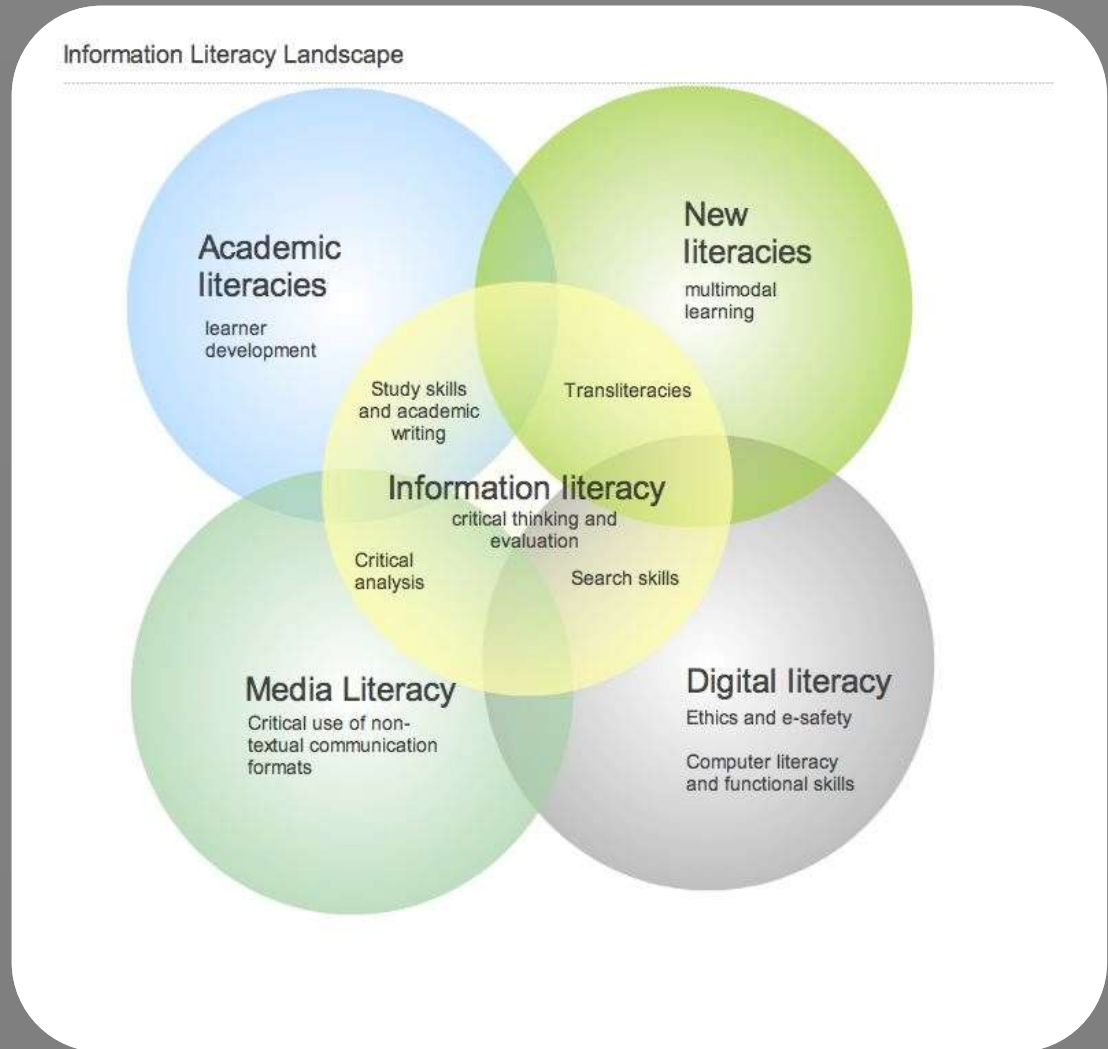 Information Literacy Landscape
Academic
literacies
learner
development
New
literacies
multimodal
learning
Study skills
and academic
writing
Transliteracies
Information literacy
critical thinking and
evaluation
Critical
analysis
Search skills
Media Literacy
Critical use of non-
textual communication
formats
Digital literacy
Ethics and e-safety
Computer literacy
and functional skills